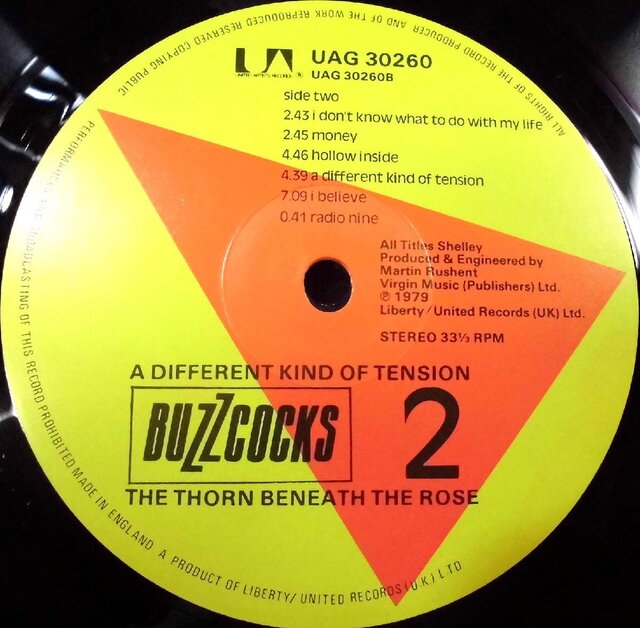 UNITED ARTISTS RECORDS
UAG 30260
UAG 30260B
side two
2.43 i don't know what to do with my life
2.45 money
4.46 hollow inside
4.39 a different kind of tension
7.09 i believe
0.41 radio nine
All Titles Shelley
Produced & Engineered by
Martin Rushent
Virgin Music (Publishers) Ltd.
℗ 1979
Liberty/United Records (UK) Ltd.
STEREO 33⅓ RPM
A DIFFERENT KIND OF TENSION
BUZZCOCKS
2
THE THORN BENEATH THE ROSE
ALL RIGHTS OF THE RECORD PRODUCER AND OF THE WORK REPRODUCED RESERVED COPYING PUBLIC PERFORMANCE AND BROADCASTING OF THIS RECORD PROHIBITED MADE IN ENGLAND A PRODUCT OF LIBERTY/UNITED RECORDS (U.K.) LTD